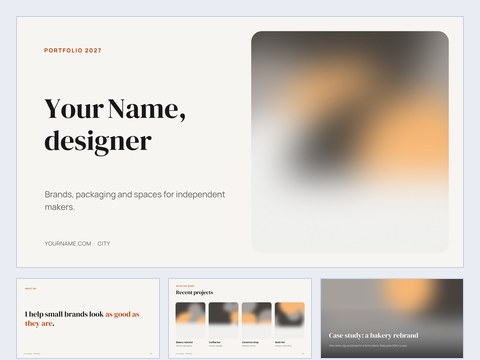 PORTFOLIO 2027
Your Name,
designer
Brands, packaging and spaces for independent
makers.
YOURNAME.COM · CITY
I help small brands look as good as
they are.
Recent projects
Case study: a bakery rebrand